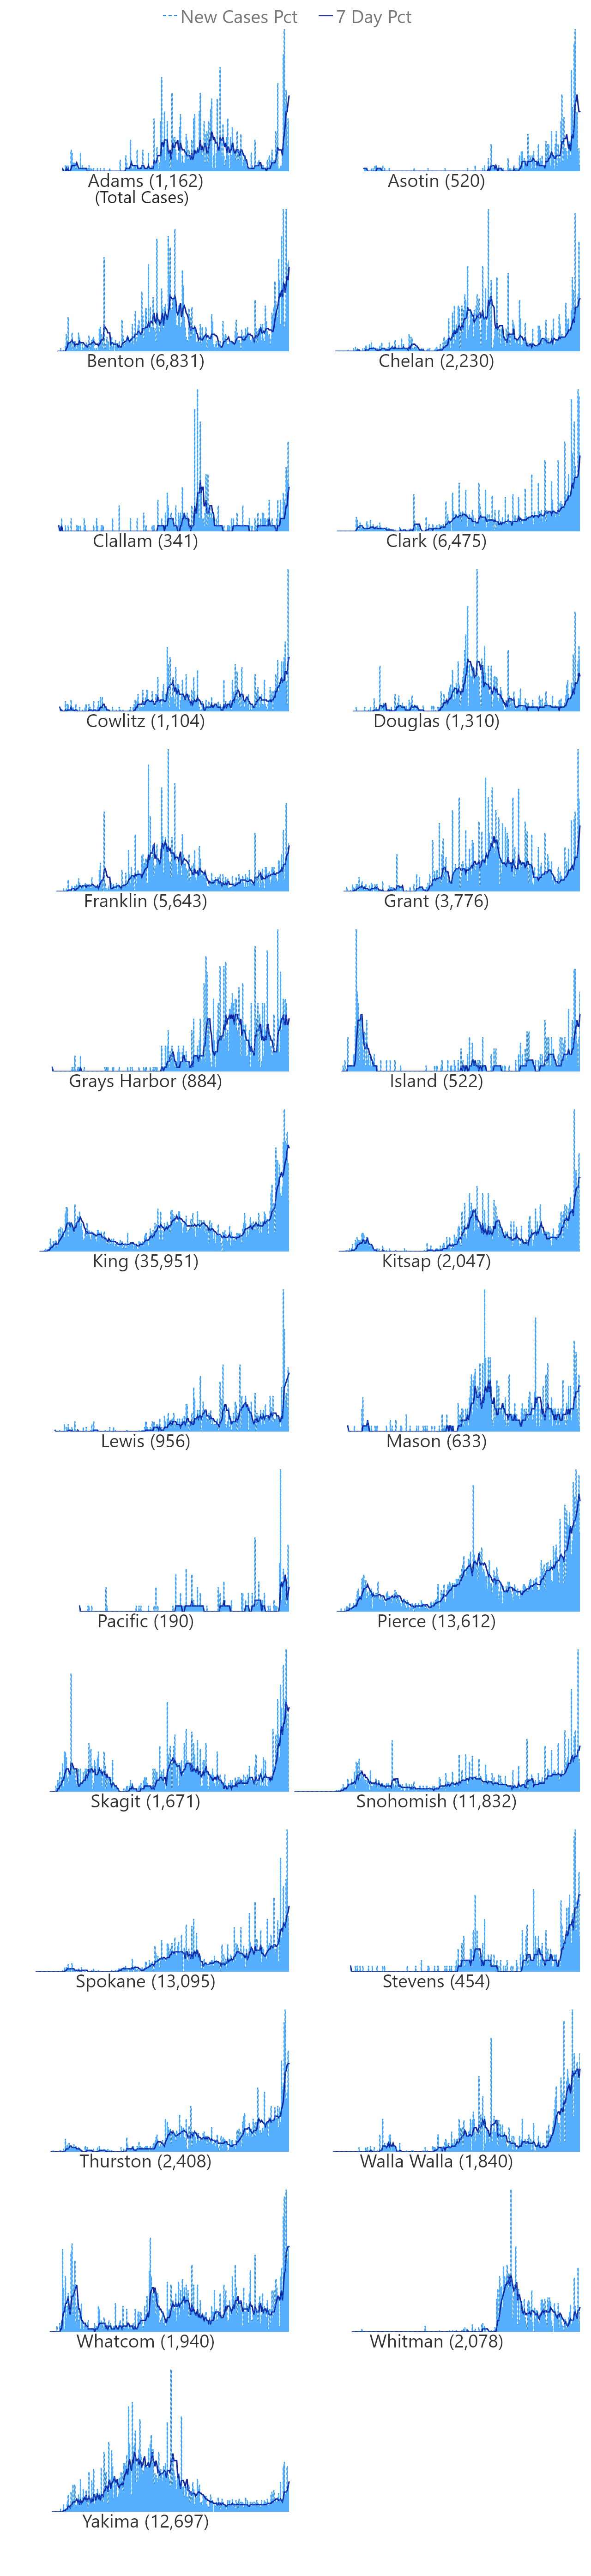 New Cases Pct 7 Day Pct
Adams (1,162) Asotin (520)
(Total Cases)
Benton (6,831) Chelan (2,230)
Clallam (341) Clark (6,475)
Cowlitz (1,104) Douglas (1,310)
Franklin (5,643) Grant (3,776)
Grays Harbor (884) Island (522)
King (35,951) Kitsap (2,047)
Lewis (956) Mason (633)
Pacific (190) Pierce (13,612)
Skagit (1,671) Snohomish (11,832)
Spokane (13,095) Stevens (454)
Thurston (2,408) Walla Walla (1,840)
Whatcom (1,940) Whitman (2,078)
Yakima (12,697)